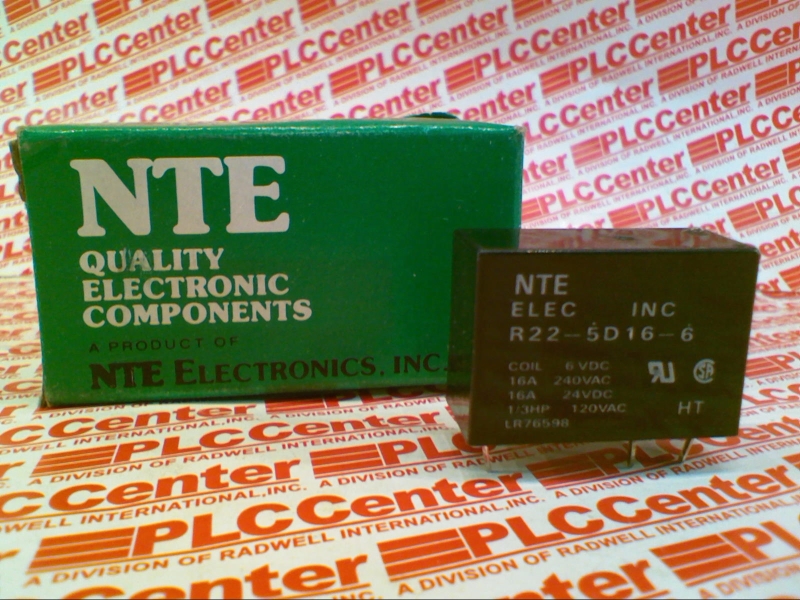 NTE
QUALITY
ELECTRONIC
COMPONENTS
A PRODUCT OF
NTE ELECTRONICS, INC.
NTE
ELEC INC
R22-5D16-6
COIL 6VDC
16A 240VAC
16A 24VDC
1/3HP 120VAC HT
LR76598
PLCCenter
A DIVISION OF RADWELL INTERNATIONAL, INC.